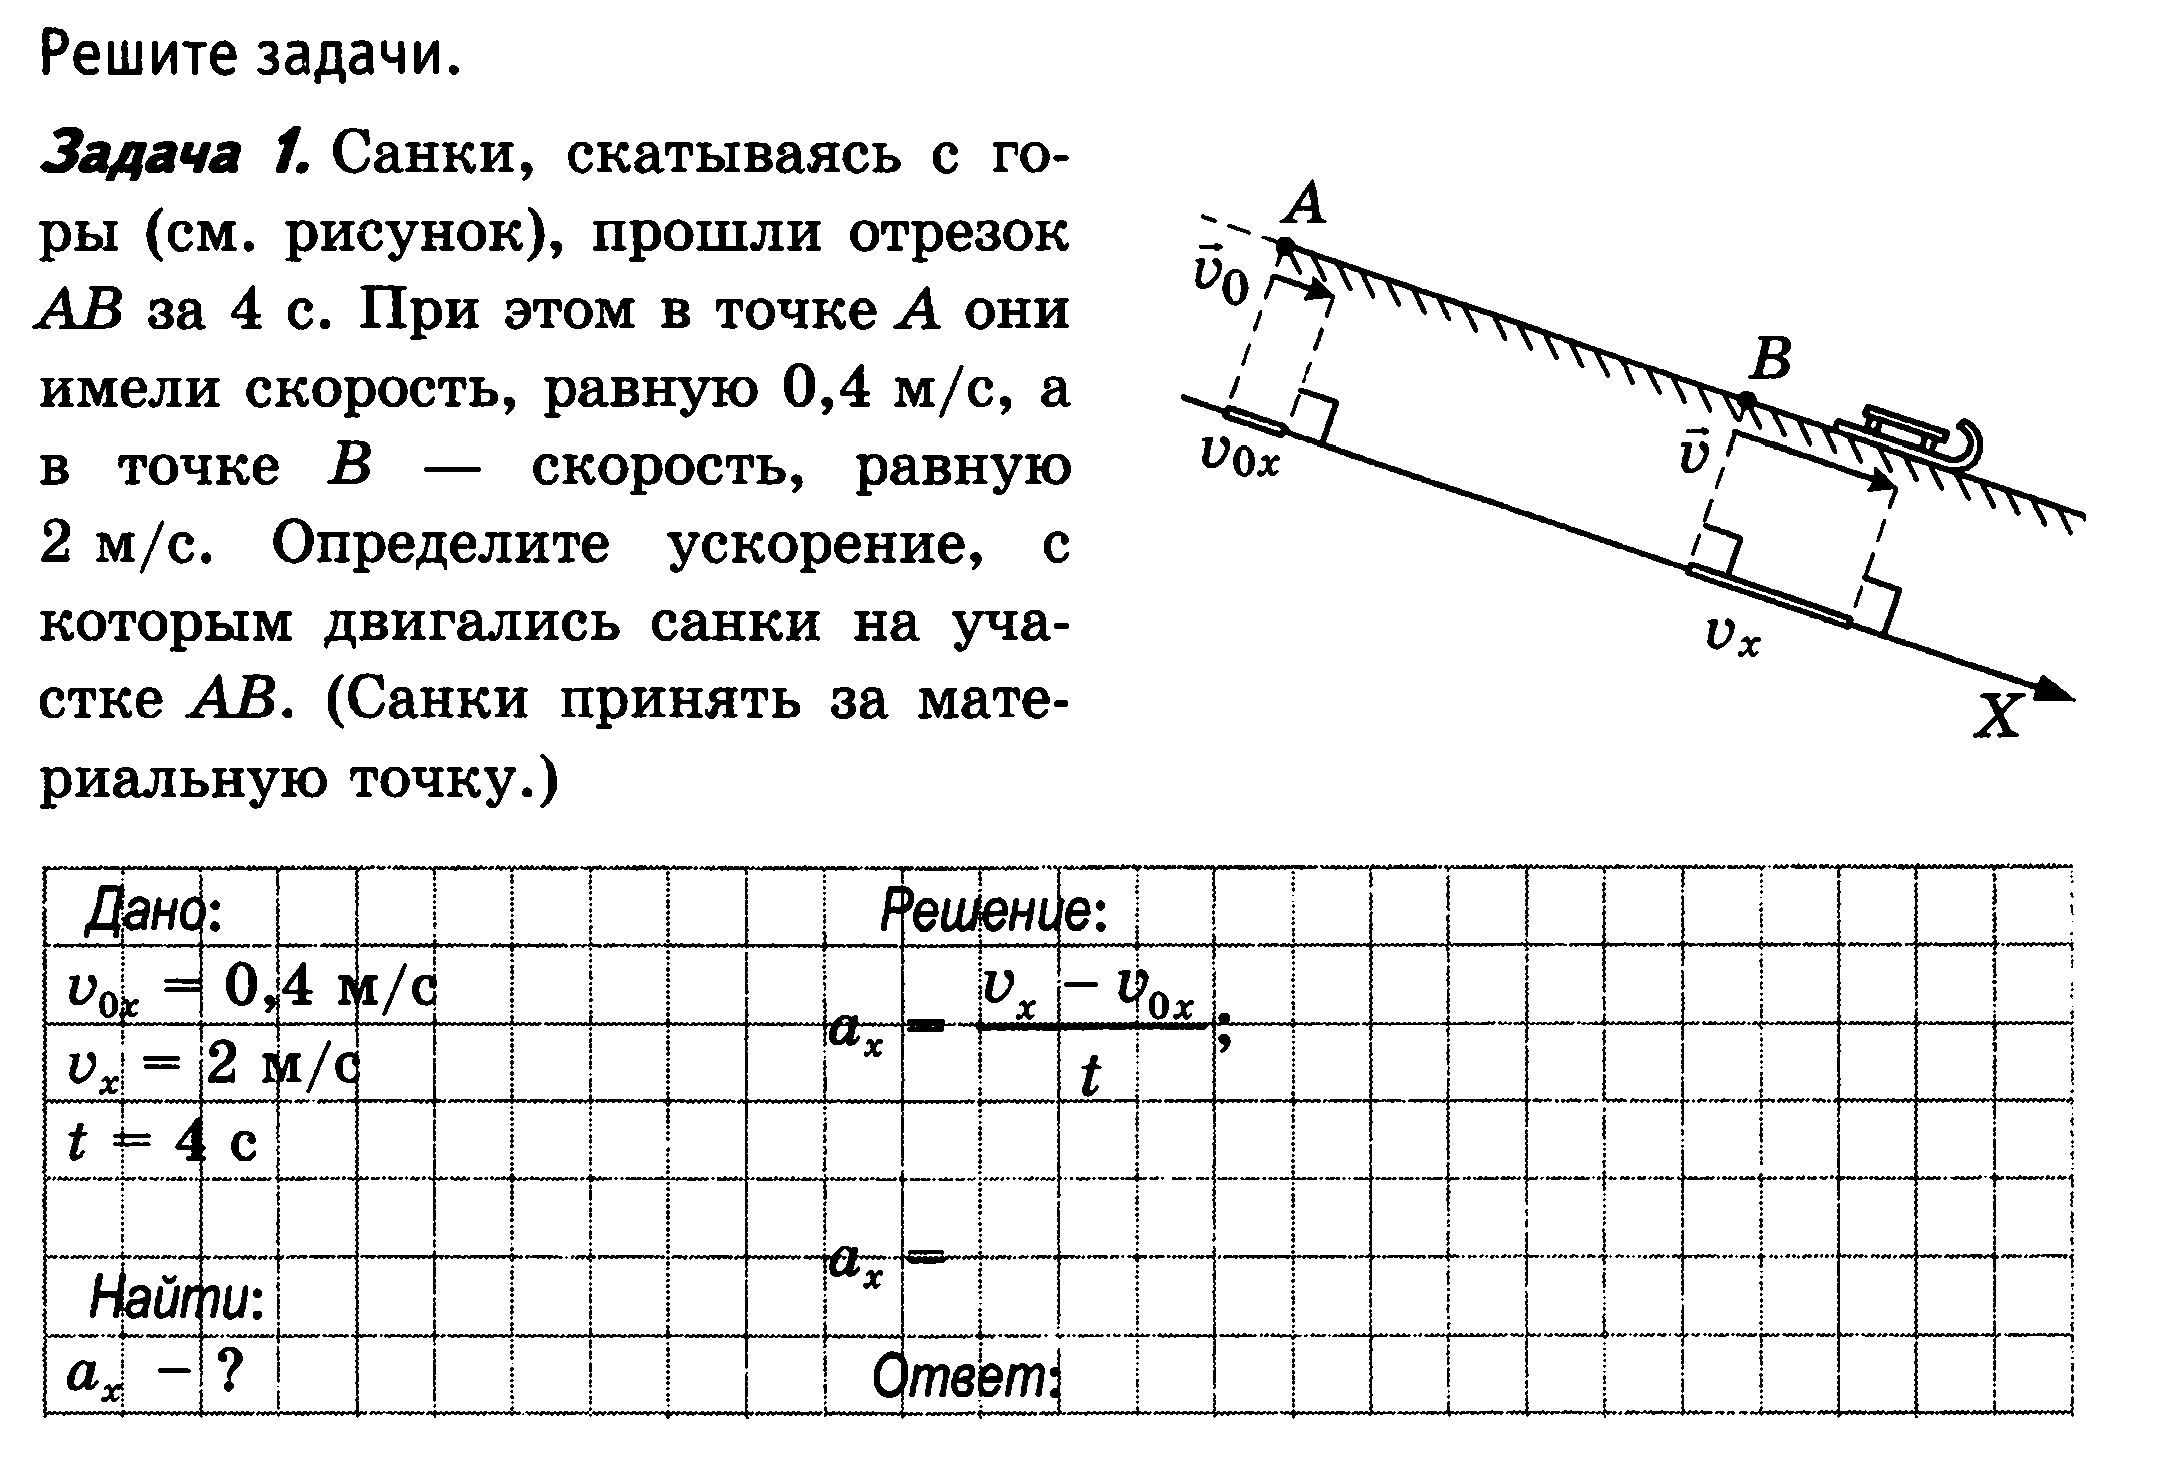 Решите задачи.
Задача 1. Санки, скатываясь с го-
ры (см. рисунок), прошли отрезок
AB за 4 с. При этом в точке A они
имели скорость, равную 0,4 м/с, а
в точке B — скорость, равную
2 м/с. Определите ускорение, с
которым двигались санки на уча-
стке AB. (Санки принять за мате-
риальную точку.)
A
v⃗₀
B
v₀ₓ
v⃗
vₓ
X
Дано:
v₀ₓ = 0,4 м/с
vₓ = 2 м/с
t = 4 с
Найти:
aₓ – ?
Решение:
aₓ = (vₓ – v₀ₓ)/t;
aₓ =
Ответ: